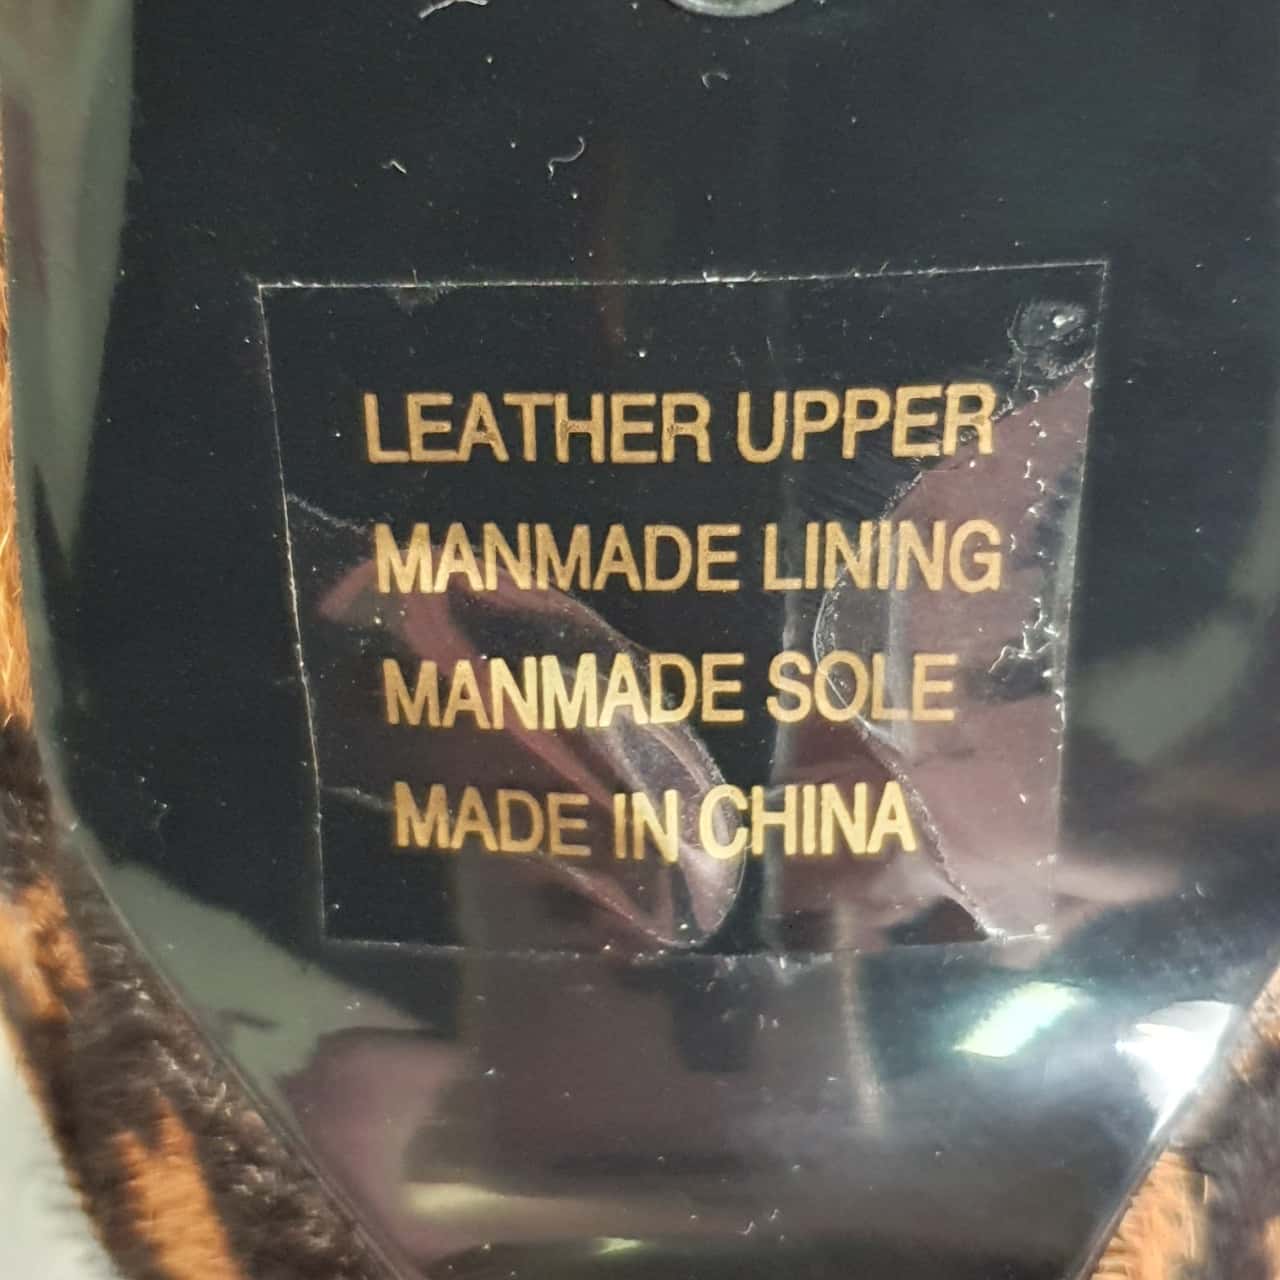 LEATHER UPPER
MANMADE LINING
MANMADE SOLE
MADE IN CHINA